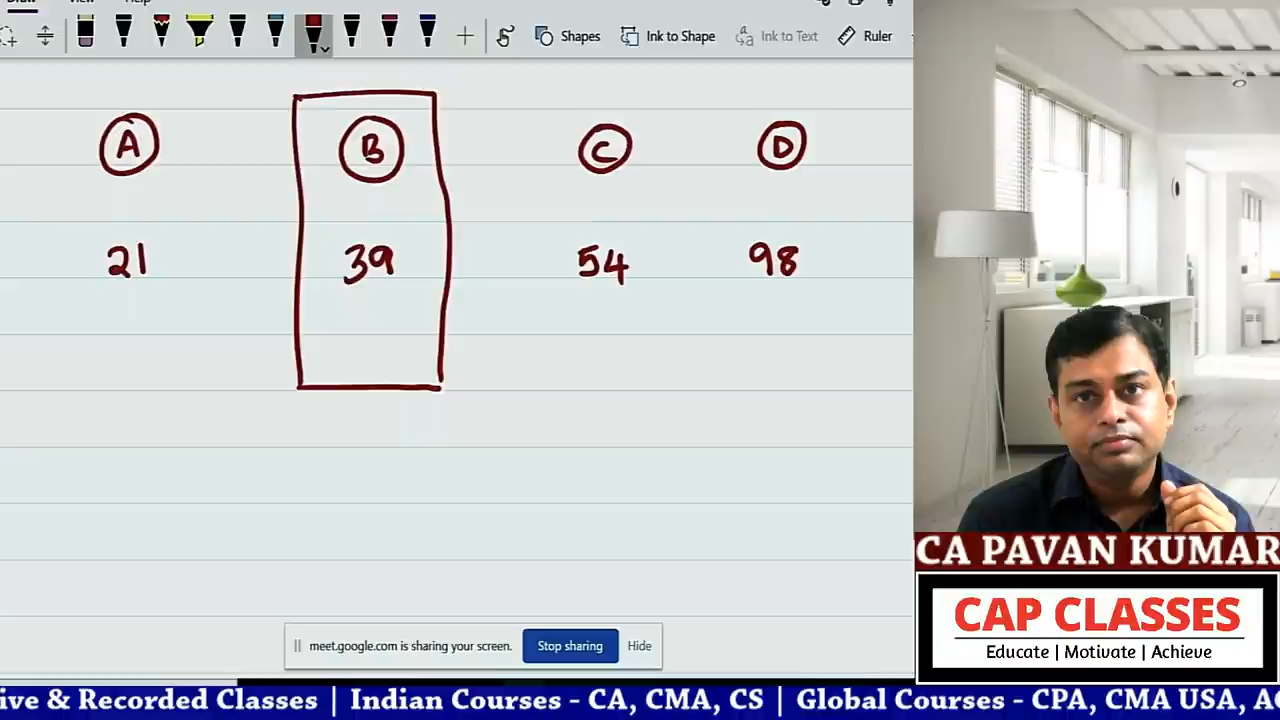 Help
Shapes Ink to Shape Ink to Text Ruler
A B C D
21 39 54 98
meet.google.com is sharing your screen. Stop sharing Hide
CA PAVAN KUMAR
CAP CLASSES
Educate | Motivate | Achieve
ive & Recorded Classes | Indian Courses - CA, CMA, CS | Global Courses - CPA, CMA USA, AC